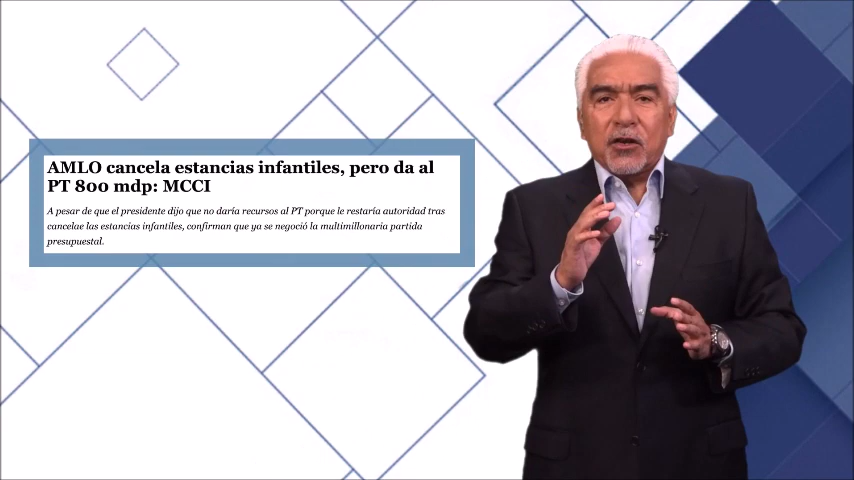 AMLO cancela estancias infantiles, pero da al
PT 800 mdp: MCCI
A pesar de que el presidente dijo que no daría recursos al PT porque le restaría autoridad tras
cancelae las estancias infantiles, confirman que ya se negoció la multimillonaria partida
presupuestal.